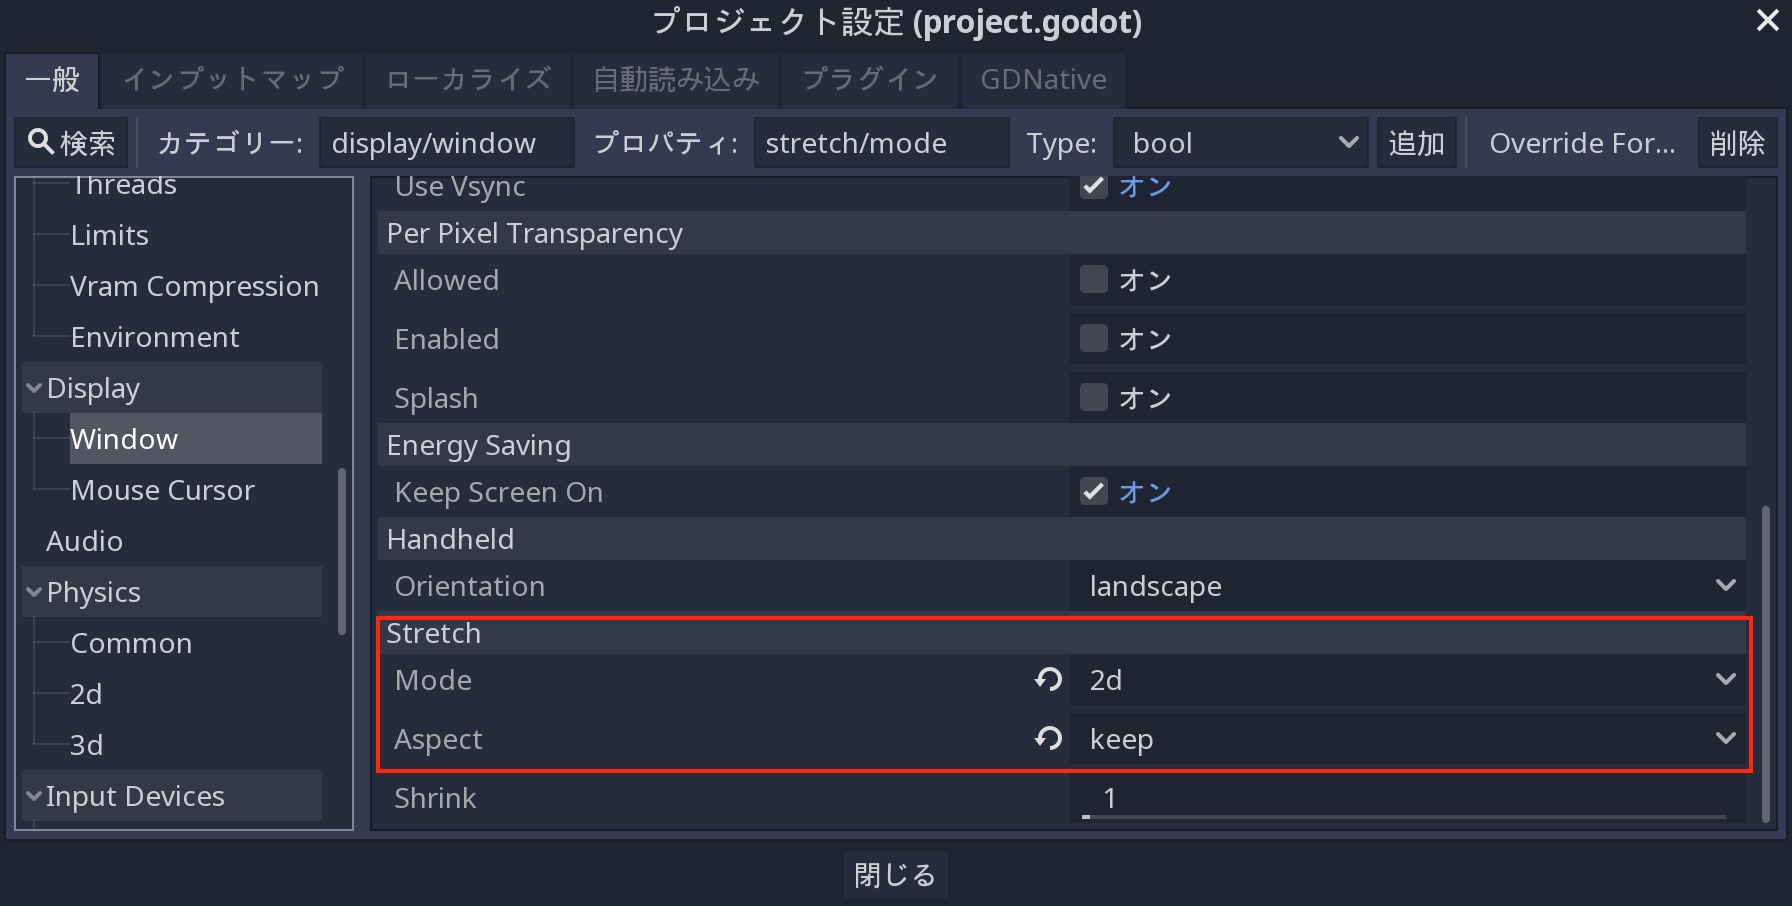 プロジェクト設定 (project.godot)
一般 インプットマップ ローカライズ 自動読み込み プラグイン GDNative
検索 カテゴリー: display/window プロパティ: stretch/mode Type: bool 追加 Override For... 削除
Threads
Limits
Vram Compression
Environment
Display
Window
Mouse Cursor
Audio
Physics
Common
2d
3d
Input Devices
Use Vsync オン
Per Pixel Transparency
Allowed オン
Enabled オン
Splash オン
Energy Saving
Keep Screen On オン
Handheld
Orientation landscape
Stretch
Mode 2d
Aspect keep
Shrink 1
閉じる